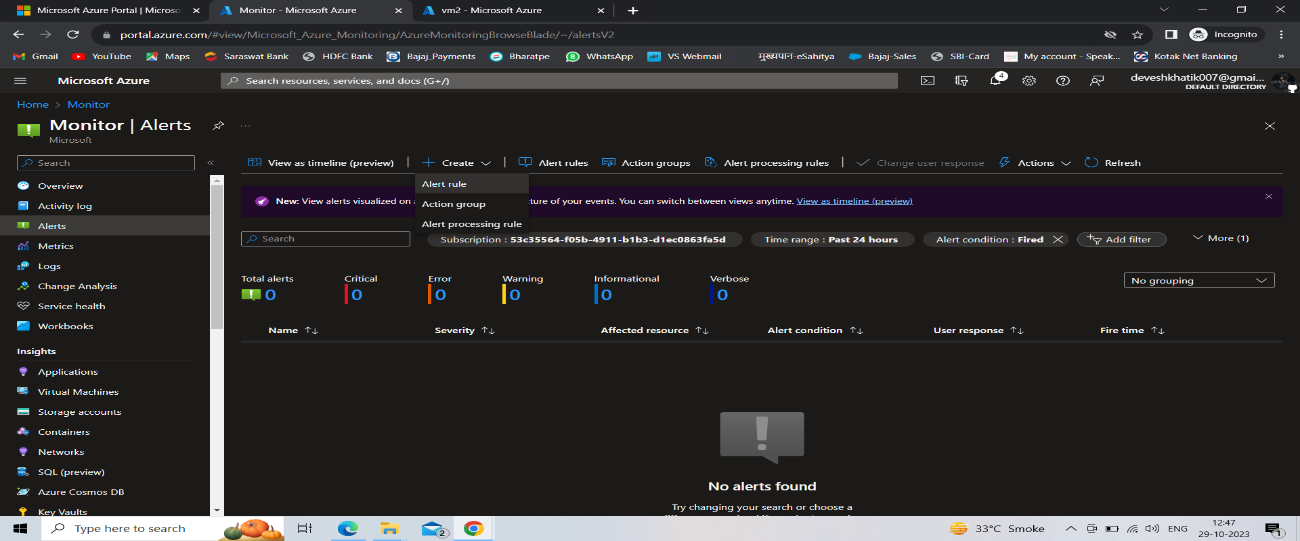 Microsoft Azure Portal | Microso
Monitor - Microsoft Azure
vm2 - Microsoft Azure
portal.azure.com/#view/Microsoft_Azure_Monitoring/AzureMonitoringBrowseBlade/~/alertsV2
Incognito
Gmail YouTube Maps Saraswat Bank HDFC Bank Bajaj_Payments Bharatpe WhatsApp VS Webmail मुख्यपान-eSahitya Bajaj-Sales SBI-Card My account - Speak... Kotak Net Banking »
Microsoft Azure
Search resources, services, and docs (G+/)
4
deveshkhatik007@gmai...
DEFAULT DIRECTORY
Home > Monitor
Monitor | Alerts
Microsoft
Search «
View as timeline (preview) | + Create | Alert rules Action groups Alert processing rules | Change user response Actions Refresh
Alert rule
Action group
Alert processing rule
New: View alerts visualized on a
cture of your events. You can switch between views anytime. View as timeline (preview)
Search
Subscription : 53c35564-f05b-4911-b1b3-d1ec0863fa5d
Time range : Past 24 hours
Alert condition : Fired
Add filter
More (1)
Total alerts
0
Critical
0
Error
0
Warning
0
Informational
0
Verbose
0
No grouping
Name ↑↓ Severity ↑↓ Affected resource ↑↓ Alert condition ↑↓ User response ↑↓ Fire time ↑↓
No alerts found
Try changing your search or choose a
Overview
Activity log
Alerts
Metrics
Logs
Change Analysis
Service health
Workbooks
Insights
Applications
Virtual Machines
Storage accounts
Containers
Networks
SQL (preview)
Azure Cosmos DB
Key Vaults
Type here to search
2
33°C Smoke
ENG
12:47
29-10-2023
1